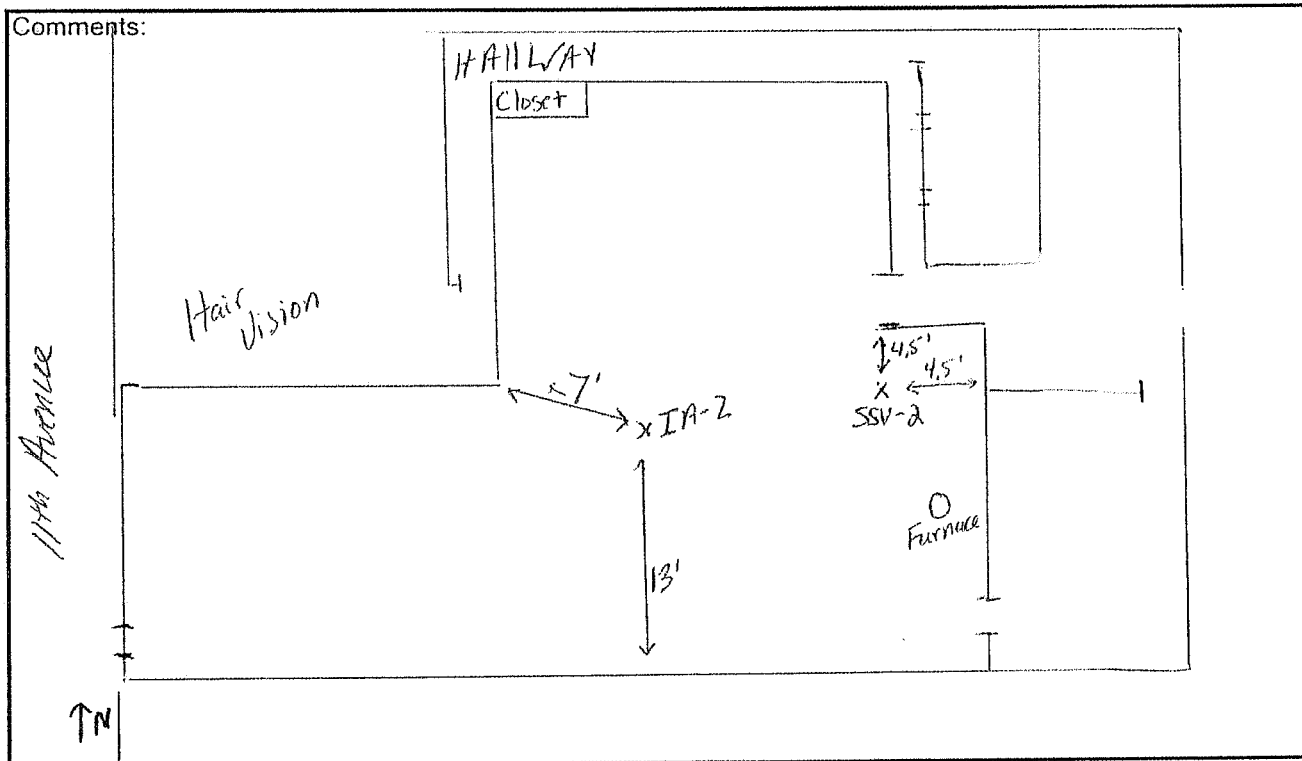 Comments:
HAllWAY
Closet
Hair
Vision
11th Avenue
7'
x IA-2
4.5'
4.5'
x
SSV-2
Furnace
13'
↑N